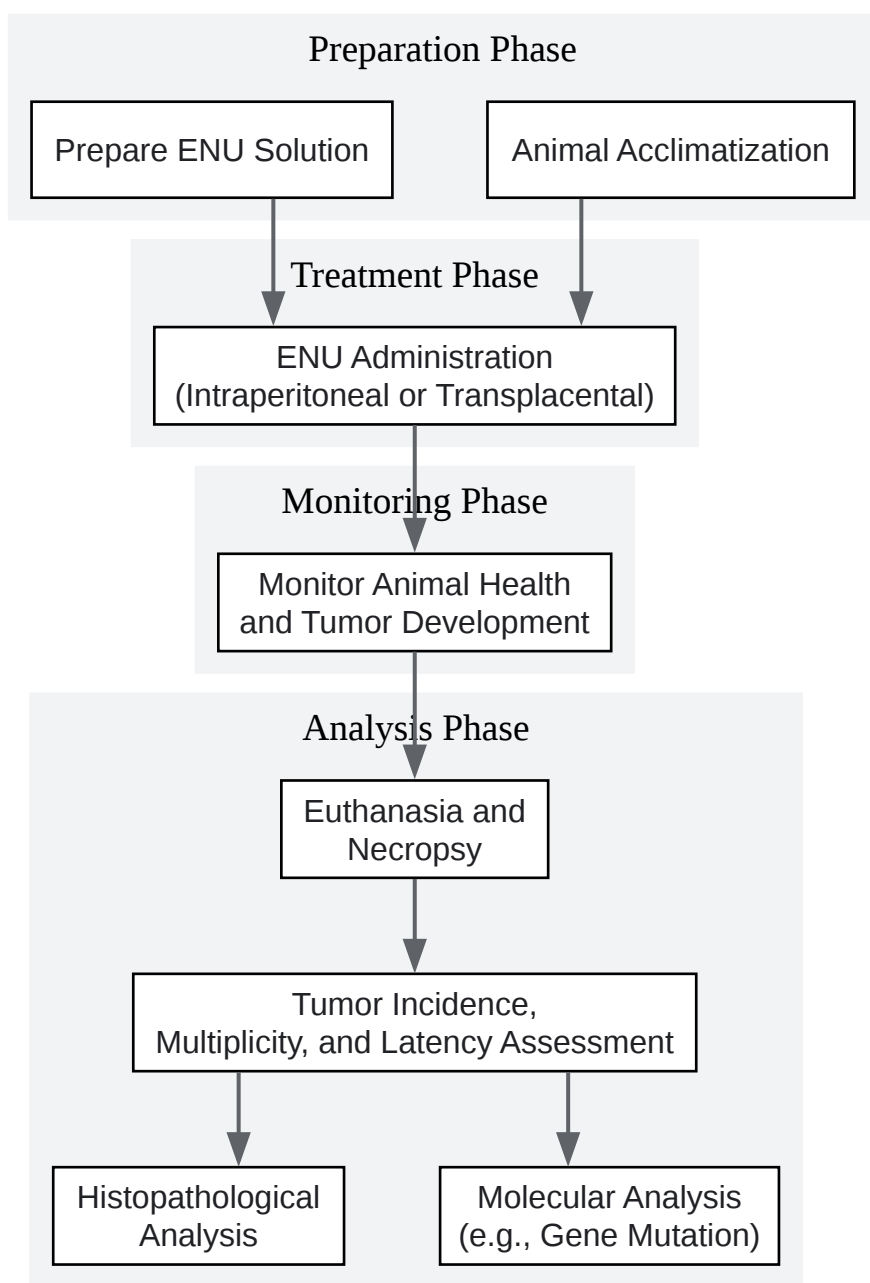 Preparation Phase
Prepare ENU Solution
Animal Acclimatization
Treatment Phase
ENU Administration
(Intraperitoneal or Transplacental)
Monitoring Phase
Monitor Animal Health
and Tumor Development
Analysis Phase
Euthanasia and
Necropsy
Tumor Incidence,
Multiplicity, and Latency Assessment
Histopathological
Analysis
Molecular Analysis
(e.g., Gene Mutation)